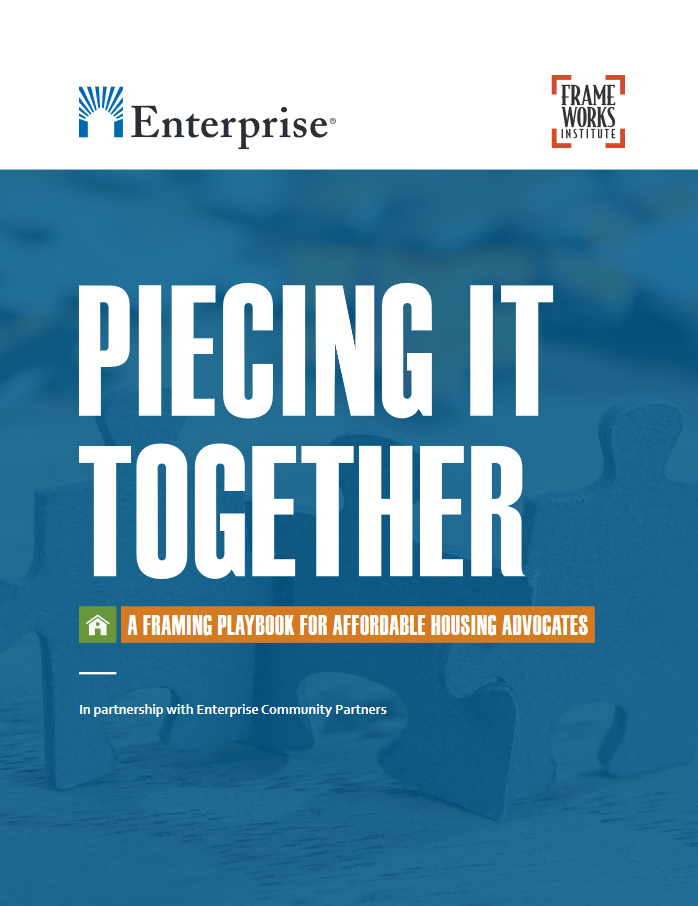 Enterprise®
FRAME
WORKS
INSTITUTE
PIECING IT
TOGETHER
A FRAMING PLAYBOOK FOR AFFORDABLE HOUSING ADVOCATES
In partnership with Enterprise Community Partners